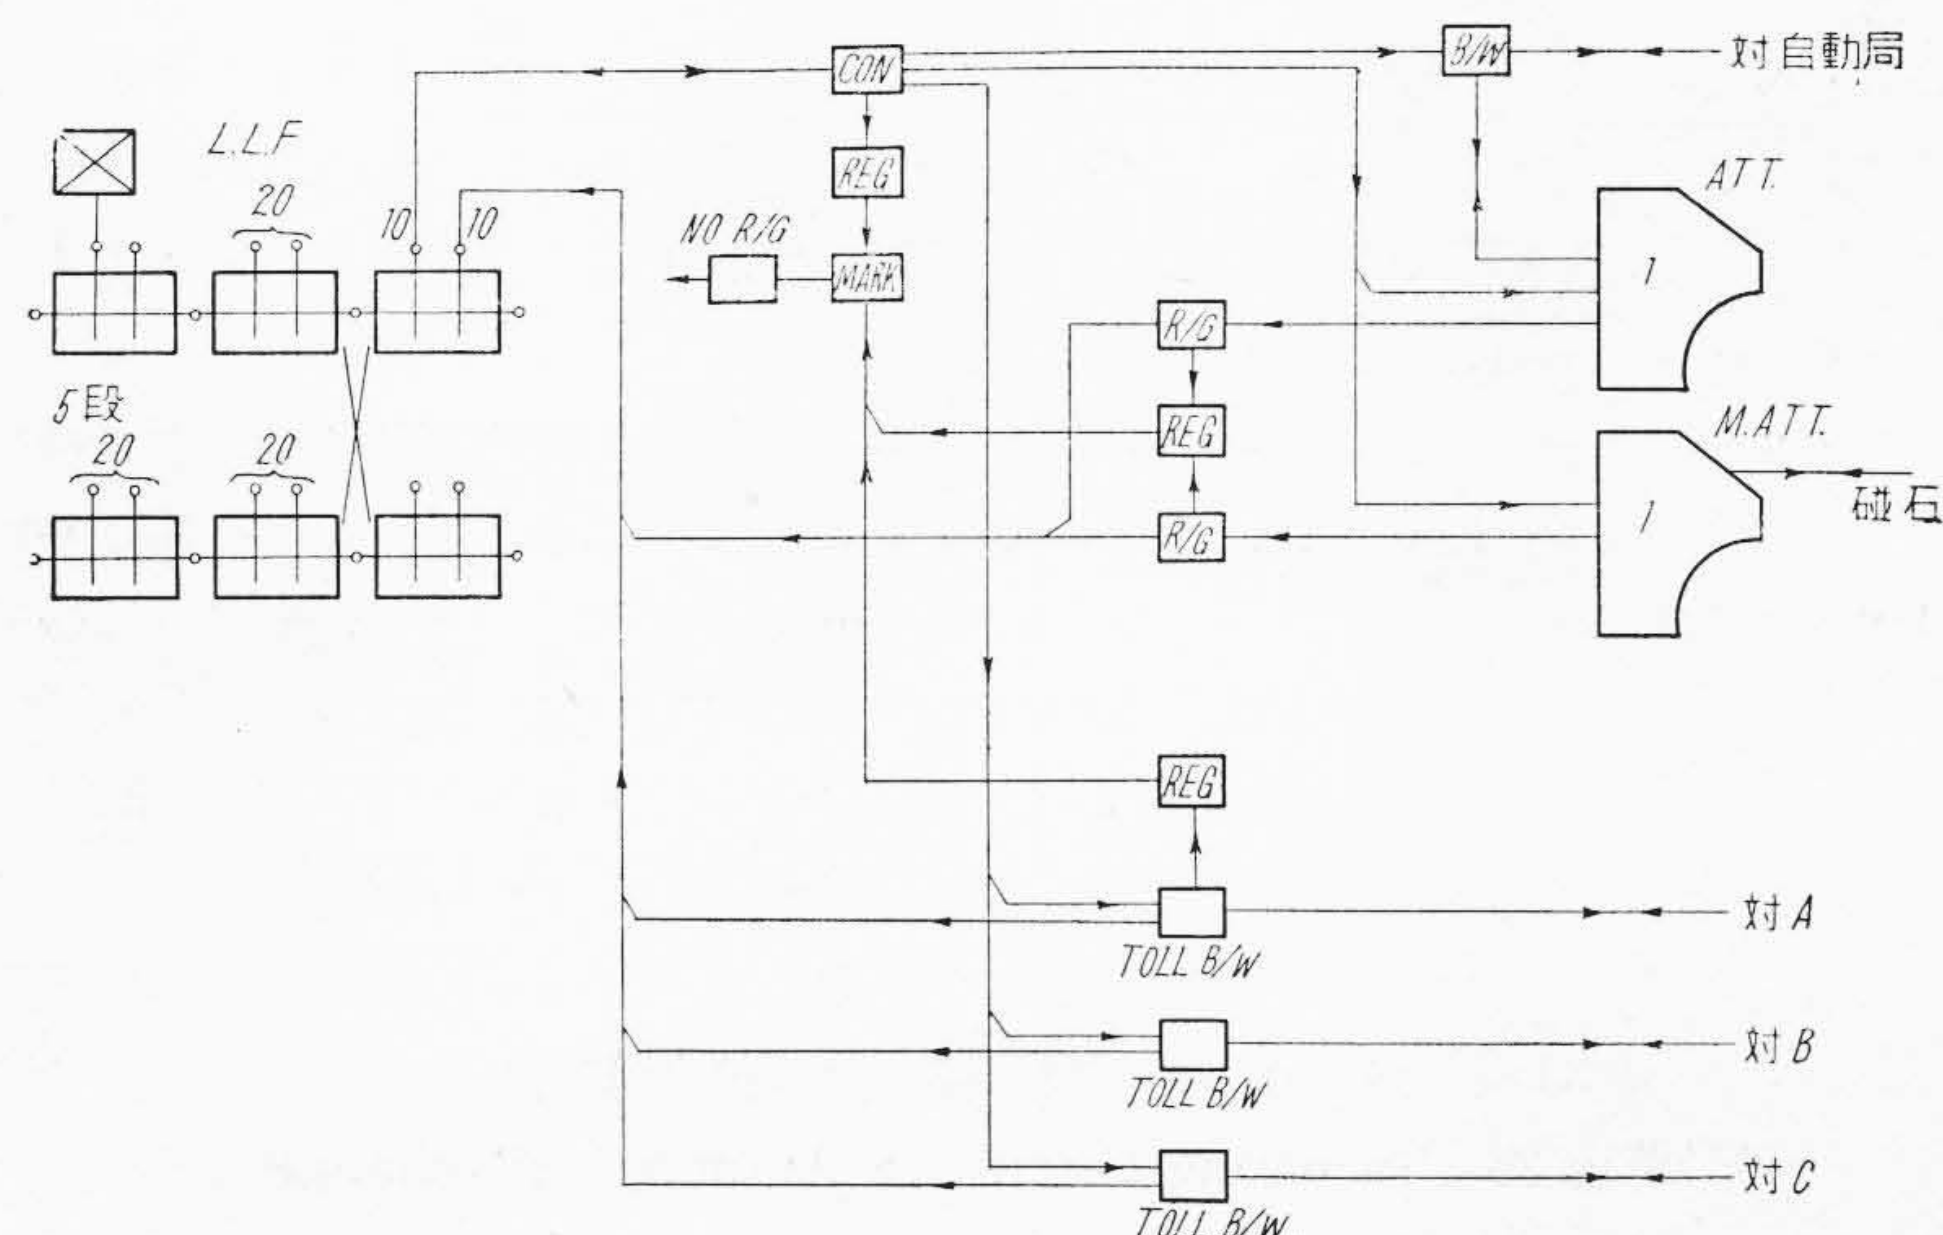 CON
B/W
対自動局
L.L.F
20
10
10
REG
NO R/G
MARK
ATT.
1
R/G
5段
20
20
REG
M.ATT.
1
碰石
R/G
REG
対A
TOLL B/W
対B
TOLL B/W
対C
TOLL B/W